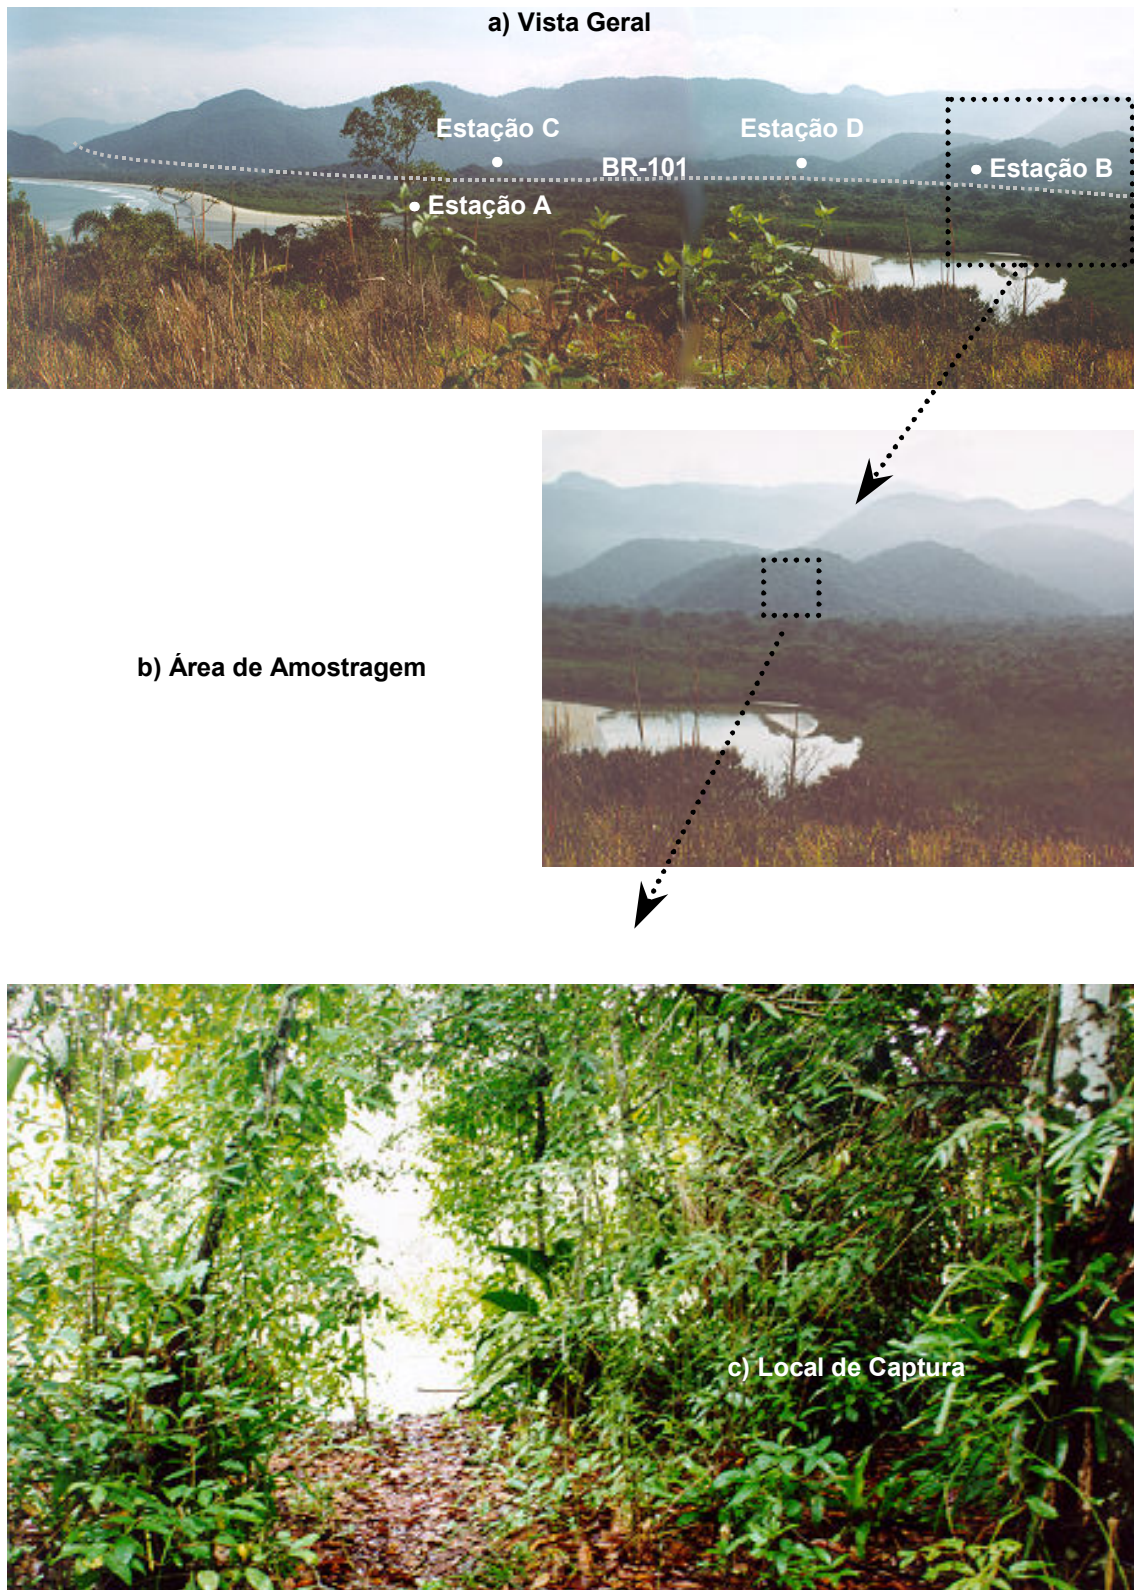 a) Vista Geral
Estação C
Estação D
BR-101
Estação B
Estação A
b) Área de Amostragem
c) Local de Captura